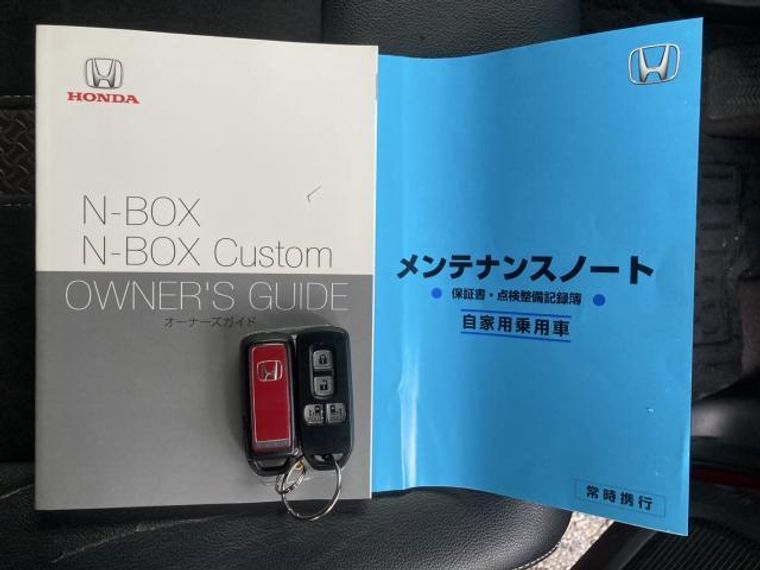 HONDA
N-BOX
N-BOX Custom
OWNER'S GUIDE
オーナーズガイド
メンテナンスノート
保証書・点検整備記録簿
自家用乗用車
常時携行